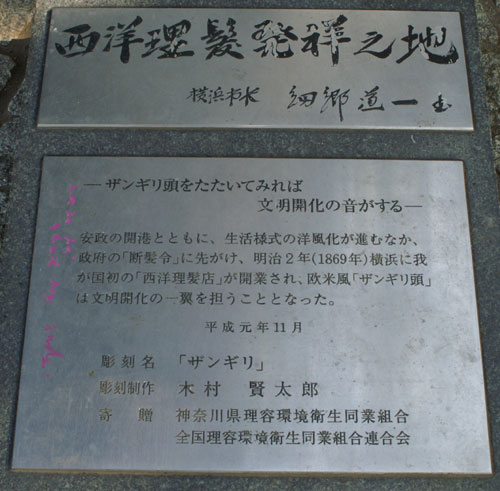 西洋理髪発祥之地
横浜市長 細郷道一書
―ザンギリ頭をたたいてみれば
文明開化の音がする―
安政の開港とともに、生活様式の洋風化が進むなか、
政府の「断髪令」に先がけ、明治2年(1869年)横浜に我
が国初の「西洋理髪店」が開業され、欧米風「ザンギリ頭」
は文明開化の一翼を担うこととなった。
平成元年11月
彫刻名 「ザンギリ」
彫刻制作 木村 賢太郎
寄贈 神奈川県理容環境衛生同業組合
全国理容環境衛生同業組合連合会